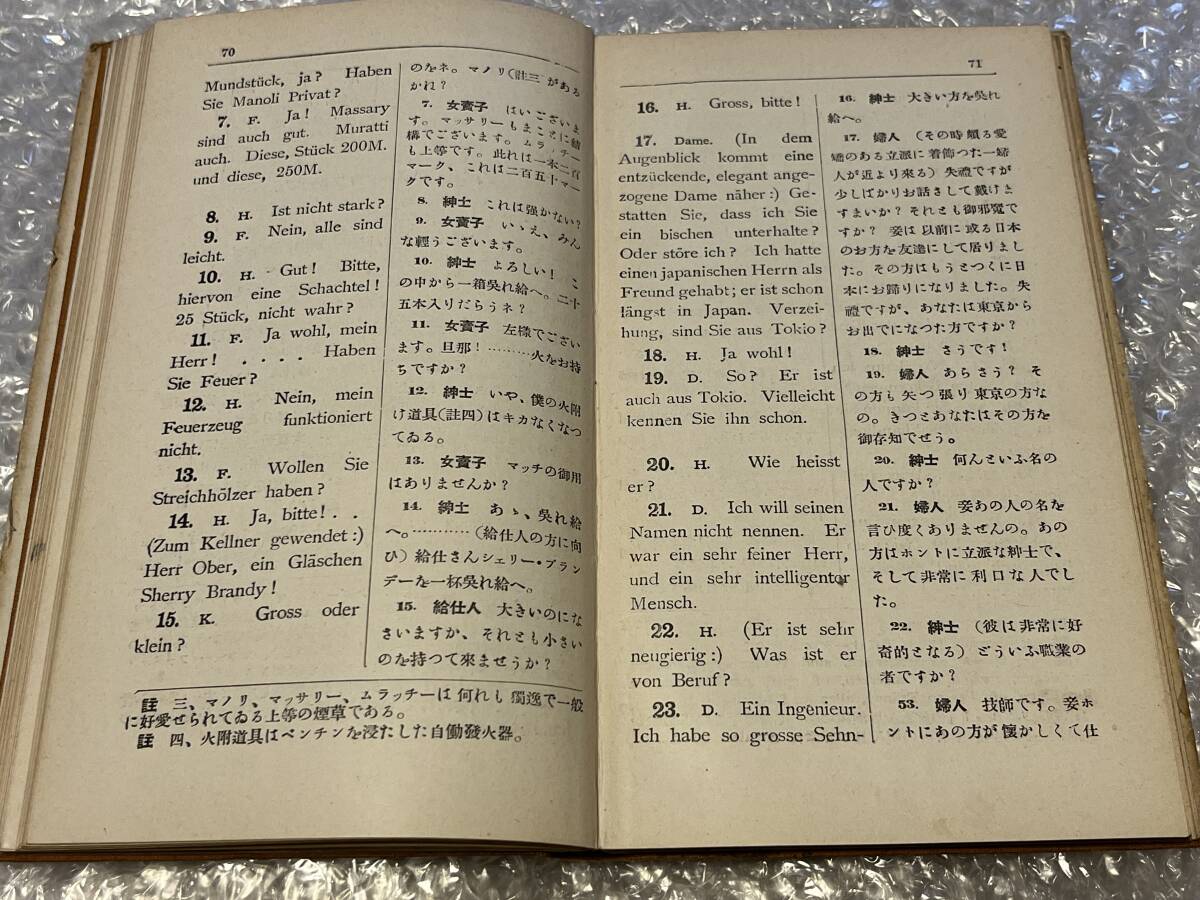 70
Mundstück, ja? Haben
Sie Manoli Privat?
7. F. Ja! Massary
sind auch gut. Muratti
auch. Diese, Stück 200M.
und diese, 250M.
8. H. Ist nicht stark?
9. F. Nein, alle sind
leicht.
10. H. Gut! Bitte,
hiervon eine Schachtel!
25 Stück, nicht wahr?
11. F. Ja wohl, mein
Herr! .... Haben
Sie Feuer?
12. H. Nein, mein
Feuerzeug funktioniert
nicht.
13. F. Wollen Sie
Streichhölzer haben?
14. H. Ja, bitte!..
(Zum Kellner gewendet:)
Herr Ober, ein Gläschen
Sherry Brandy!
15. K. Gross oder
klein?
のをネ。マノリ(註三)がある
かね?
7. 女賣子 はいございま
す。マッサリーもまことに結
構でございます。ムラッチー
も上等です。此れは一本二百
マーク、これは二百五十マー
クです。
8. 紳士 これは强かない?
9. 女賣子 いゝえ、みん
な輕うございます。
10. 紳士 よろしい! こ
の中から一箱吳れ給へ。二十
五本入りだらうネ?
11. 女賣子 左樣でござい
ます。旦那!………火をお持
ちですか?
12. 紳士 いや、僕の火附
け道具(註四)はキカなくなつ
てゐる。
13. 女賣子 マッチの御用
はありませんか?
14. 紳士 あゝ、吳れ給
へ。………(給仕人の方に向
ひ)給仕さんシェリー・ブラン
デーを一杯吳れ給へ。
15. 給仕人 大きいのにな
さいますか、それとも小さい
のを持つて來ませうか?
註 三、マノリ、マッサリー、ムラッチーは何れも獨逸で一般
に好愛せられてゐる上等の煙草である。
註 四、火附道具はベンチンを浸たした自働發火器。
71
16. H. Gross, bitte!
17. Dame. (In dem
Augenblick kommt eine
entzückende, elegant ange-
zogene Dame näher:) Ge-
statten Sie, dass ich Sie
ein bischen unterhalte?
Oder störe ich? Ich hatte
einen japanischen Herrn als
Freund gehabt; er ist schon
längst in Japan. Verzei-
hung, sind Sie aus Tokio?
18. H. Ja wohl!
19. D. So? Er ist
auch aus Tokio. Vielleicht
kennen Sie ihn schon.
20. H. Wie heisst
er?
21. D. Ich will seinen
Namen nicht nennen. Er
war ein sehr feiner Herr,
und ein sehr intelligentor
Mensch.
22. H. (Er ist sehr
neugierig:) Was ist er
von Beruf?
23. D. Ein Ingenieur.
Ich habe so grosse Sehn-
16. 紳士 大きい方を吳れ
給へ。
17. 婦人 (その時頗る愛
嬌のある立派に着飾つた一婦
人が近より來る) 失禮ですが
少しばかりお話さして戴けま
すまいか? それとも御邪魔で
すか? 妾は以前に或る日本
のお方を友達にして居りまし
た。その方はもうとつくに日
本にお歸りになりました。失
禮ですが、あなたは東京から
お出でになつた方ですか?
18. 紳士 さうです!
19. 婦人 あらさう? そ
の方も矢つ張り東京の方な
の。きつとあなたはその方を
御存知でせう。
20. 紳士 何んといふ名の
人ですか?
21. 婦人 妾あの人の名を
言ひ度くありませんの。あの
方はホントに立派な紳士で、
そして非常に利口な人でし
た。
22. 紳士 (彼は非常に好
奇的となる) どういふ職業の
者ですか?
53. 婦人 技師です。妾ホ
ントにあの方が懷かしくて仕